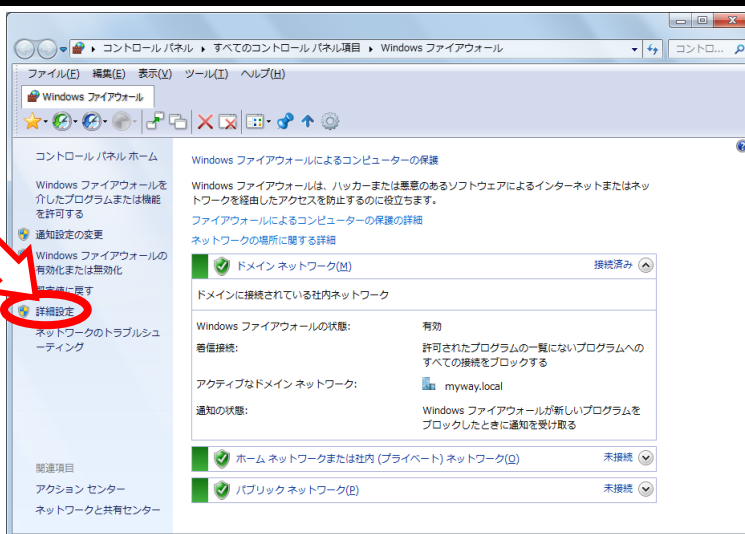 コントロール パネル ▸ すべてのコントロール パネル項目 ▸ Windows ファイアウォール
コントロ...
ファイル(F) 編集(E) 表示(V) ツール(T) ヘルプ(H)
Windows ファイアウォール
コントロール パネル ホーム
Windows ファイアウォールを
介したプログラムまたは機能
を許可する
通知設定の変更
Windows ファイアウォールの
有効化または無効化
に戻す
詳細設定
ネットワークのトラブルシュ
ーティング
関連項目
アクション センター
ネットワークと共有センター
Windows ファイアウォールによるコンピューターの保護
Windows ファイアウォールは、ハッカーまたは悪意のあるソフトウェアによるインターネットまたはネッ
トワークを経由したアクセスを防止するのに役立ちます。
ファイアウォールによるコンピューターの保護の詳細
ネットワークの場所に関する詳細
ドメイン ネットワーク(M) 接続済み
ドメインに接続されている社内ネットワーク
Windows ファイアウォールの状態: 有効
着信接続: 許可されたプログラムの一覧にないプログラムへの
すべての接続をブロックする
アクティブなドメイン ネットワーク: myway.local
通知の状態: Windows ファイアウォールが新しいプログラムを
ブロックしたときに通知を受け取る
ホーム ネットワークまたは社内 (プライベート) ネットワーク(O) 未接続
パブリック ネットワーク(P) 未接続